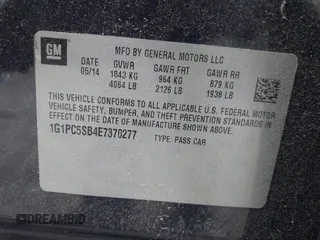 GM
MFD BY GENERAL MOTORS LLC
DATE GVWR GAWR FRT GAWR RR
05/14 1843 KG 964 KG 879 KG
4064 LB 2126 LB 1938 LB
THIS VEHICLE CONFORMS TO ALL APPLICABLE U.S. FEDERAL MOTOR
VEHICLE SAFETY, BUMPER, AND THEFT PREVENTION STANDARDS IN
EFFECT ON THE DATE OF MANUFACTURE SHOWN ABOVE.
1G1PC5SB4E7370277 TYPE: PASS CAR
DREAMBID